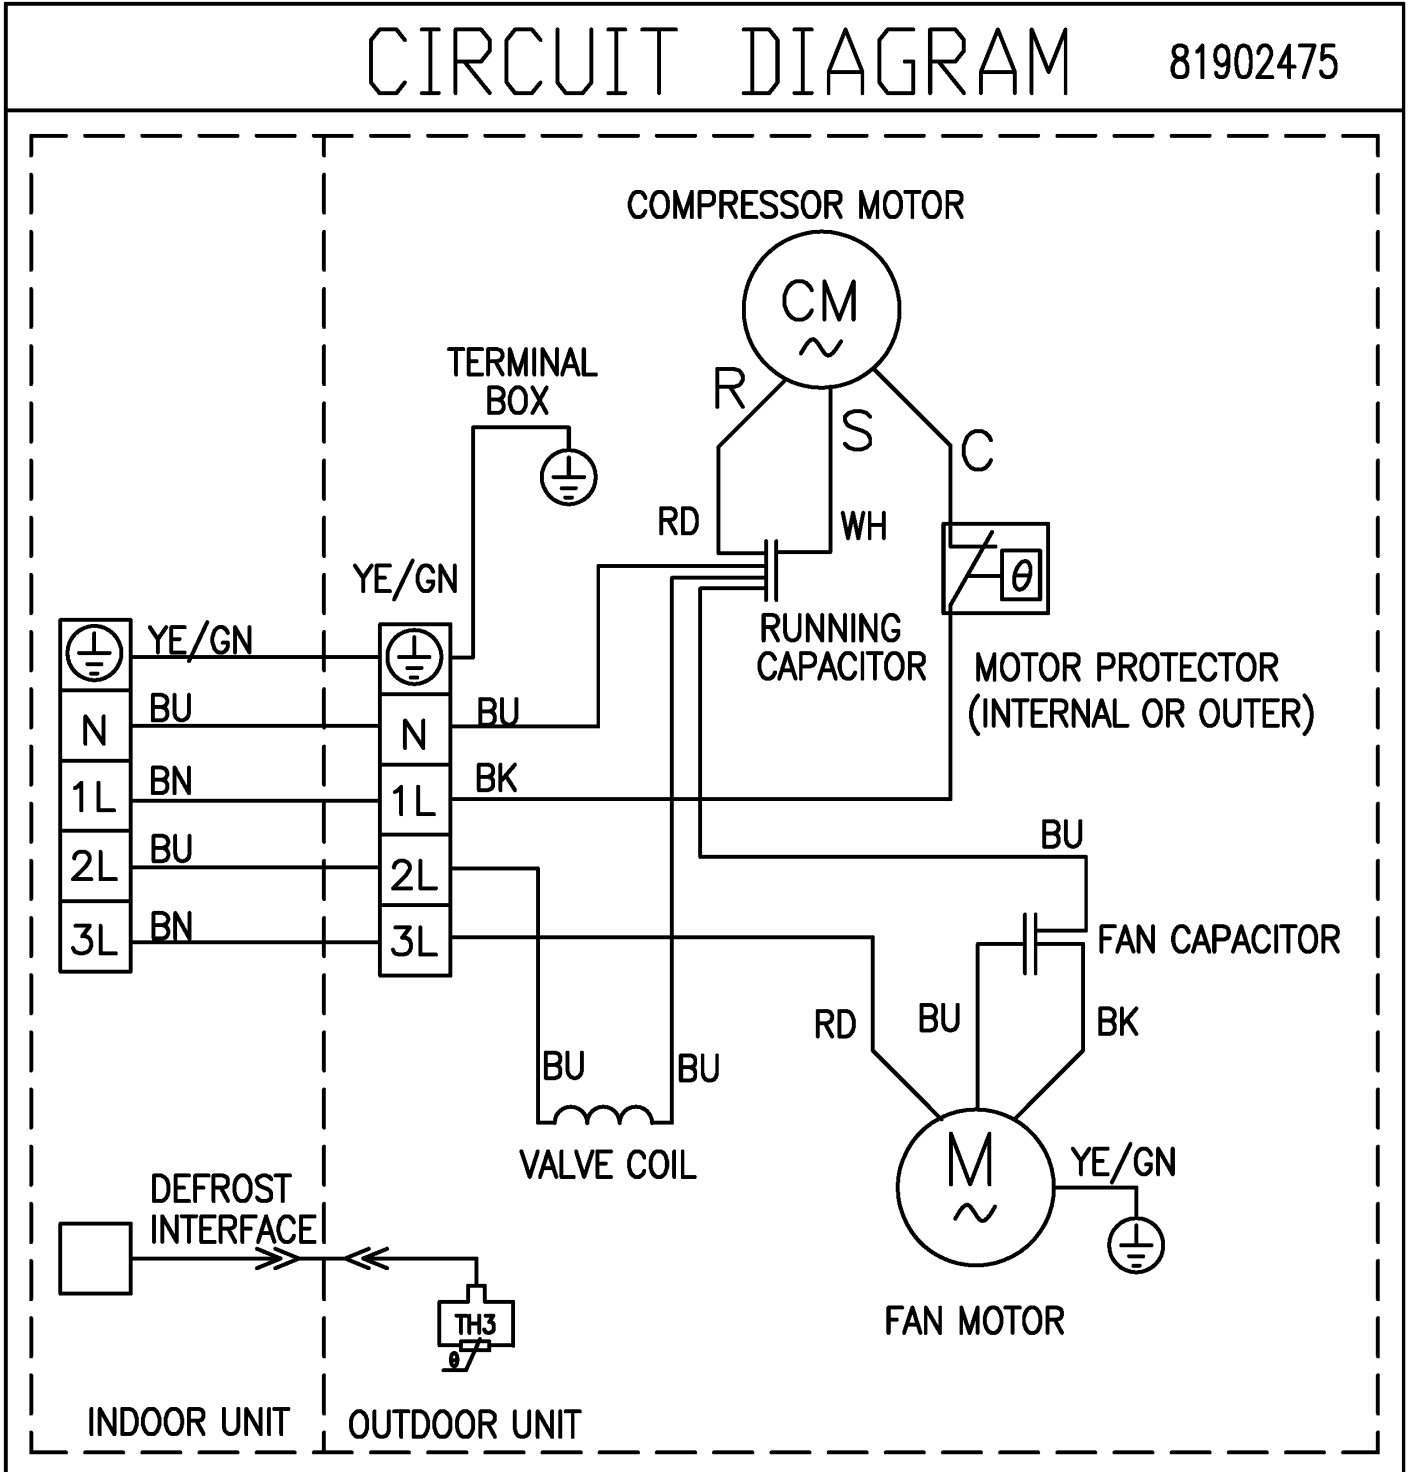 CIRCUIT DIAGRAM 81902475
COMPRESSOR MOTOR
CM
TERMINAL
BOX
R
S
C
RD
WH
θ
YE/GN
RUNNING
CAPACITOR
MOTOR PROTECTOR
(INTERNAL OR OUTER)
YE/GN
N
BU
N
BU
1L
BN
1L
BK
2L
BU
2L
3L
BN
3L
BU
FAN CAPACITOR
RD
BU
BK
BU
BU
VALVE COIL
M
YE/GN
FAN MOTOR
DEFROST
INTERFACE
TH3
θ
INDOOR UNIT
OUTDOOR UNIT